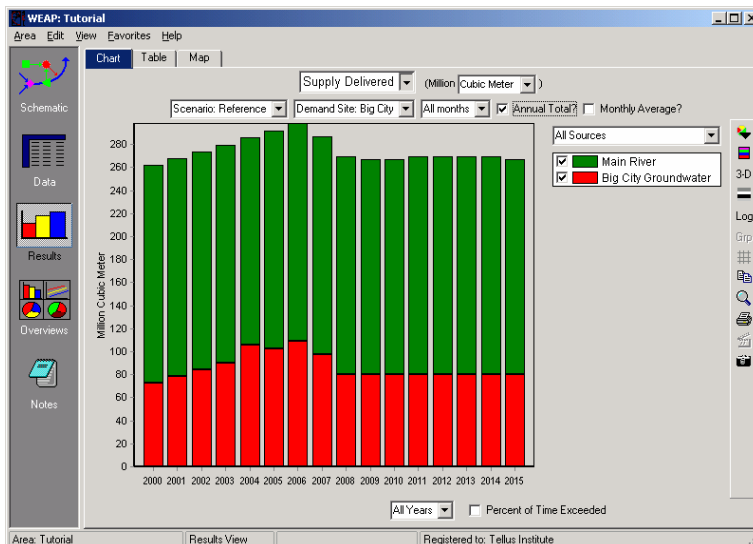 WEAP: Tutorial
Area Edit View Favorites Help
Chart Table Map
Supply Delivered (Million Cubic Meter )
Scenario: Reference Demand Site: Big City All months Annual Total? Monthly Average?
All Sources
Main River
Big City Groundwater
Schematic
Data
Results
Overviews
Notes
3-D
Log
Grp
Million Cubic Meter
280
260
240
220
200
180
160
140
120
100
80
60
40
20
0
2000 2001 2002 2003 2004 2005 2006 2007 2008 2009 2010 2011 2012 2013 2014 2015
All Years Percent of Time Exceeded
Area: Tutorial Results View Registered to: Tellus Institute